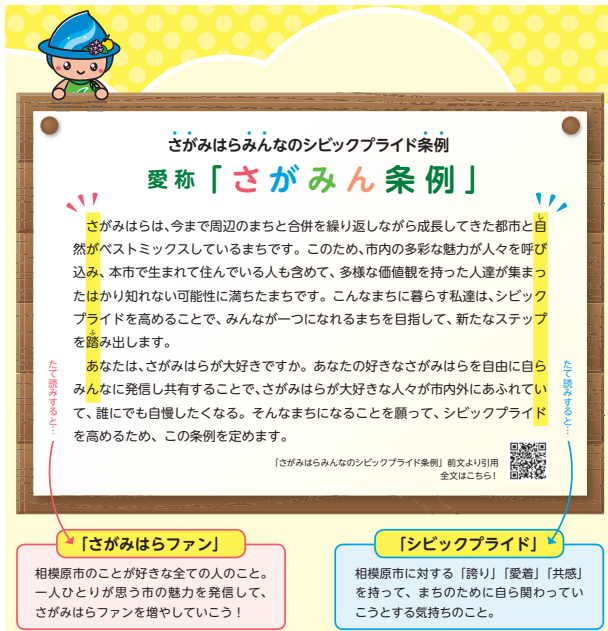 さがみはらみんなのシビックプライド条例
愛称「さがみん条例」
さがみはらは、今まで周辺のまちと合併を繰り返しながら成長してきた都市と自
し
然がベストミックスしているまちです。このため、市内の多彩な魅力が人々を呼び
込み、本市で生まれて住んでいる人も含めて、多様な価値観を持った人達が集まっ
たはかり知れない可能性に満ちたまちです。こんなまちに暮らす私達は、シビック
プライドを高めることで、みんなが一つになれるまちを目指して、新たなステップ
を踏み出します。
ふ
あなたは、さがみはらが大好きですか。あなたの好きなさがみはらを自由に自ら
みんなに発信し共有することで、さがみはらが大好きな人々が市内外にあふれてい
て、誰にでも自慢したくなる。そんなまちになることを願って、シビックプライド
を高めるため、この条例を定めます。
「さがみはらみんなのシビックプライド条例」前文より引用
全文はこちら！
たて読みすると…
たて読みすると…
「さがみはらファン」
相模原市のことが好きな全ての人のこと。
一人ひとりが思う市の魅力を発信して、
さがみはらファンを増やしていこう！
「シビックプライド」
相模原市に対する「誇り」「愛着」「共感」
を持って、まちのために自ら関わってい
こうとする気持ちのこと。